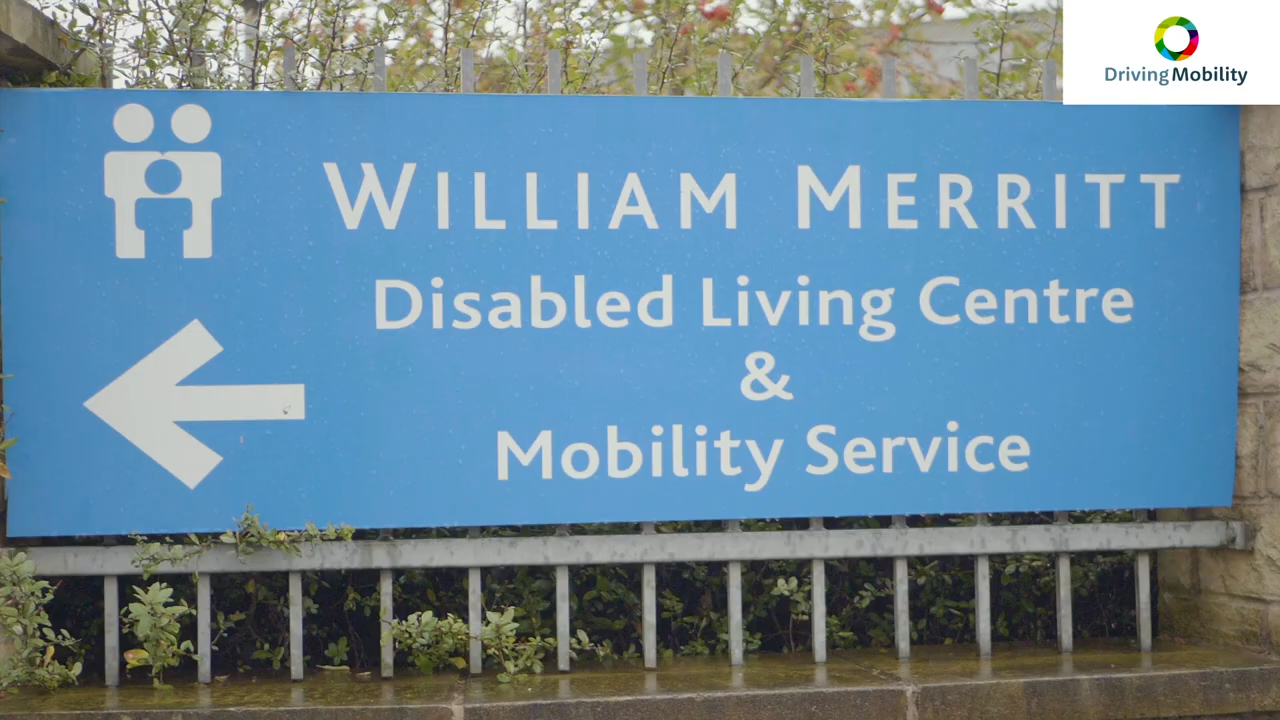 Driving Mobility
WILLIAM MERRITT
Disabled Living Centre
&
Mobility Service